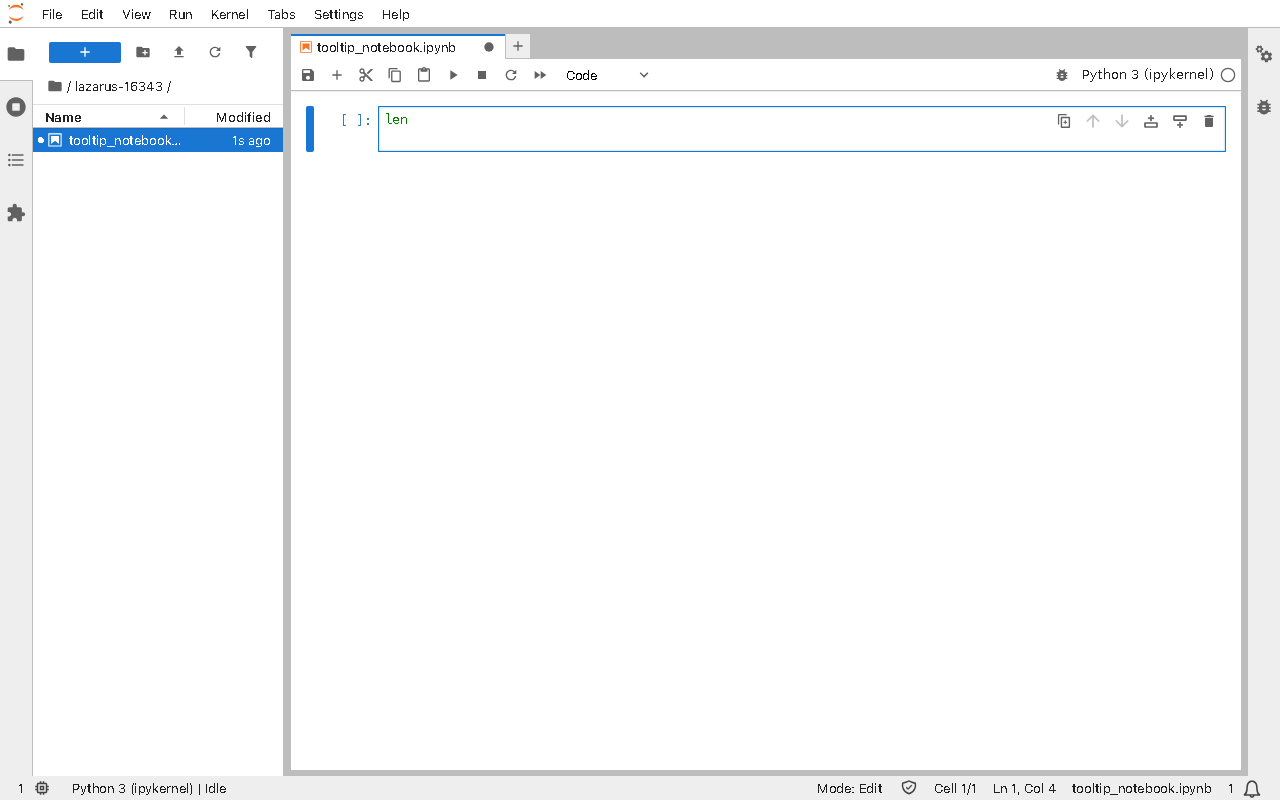 File Edit View Run Kernel Tabs Settings Help
tooltip_notebook.ipynb
Code
Python 3 (ipykernel)
/ lazarus-16343 /
Name Modified
tooltip_notebook... 1s ago
[ ]: len
1 Python 3 (ipykernel) | Idle Mode: Edit Cell 1/1 Ln 1, Col 4 tooltip_notebook.ipynb 1